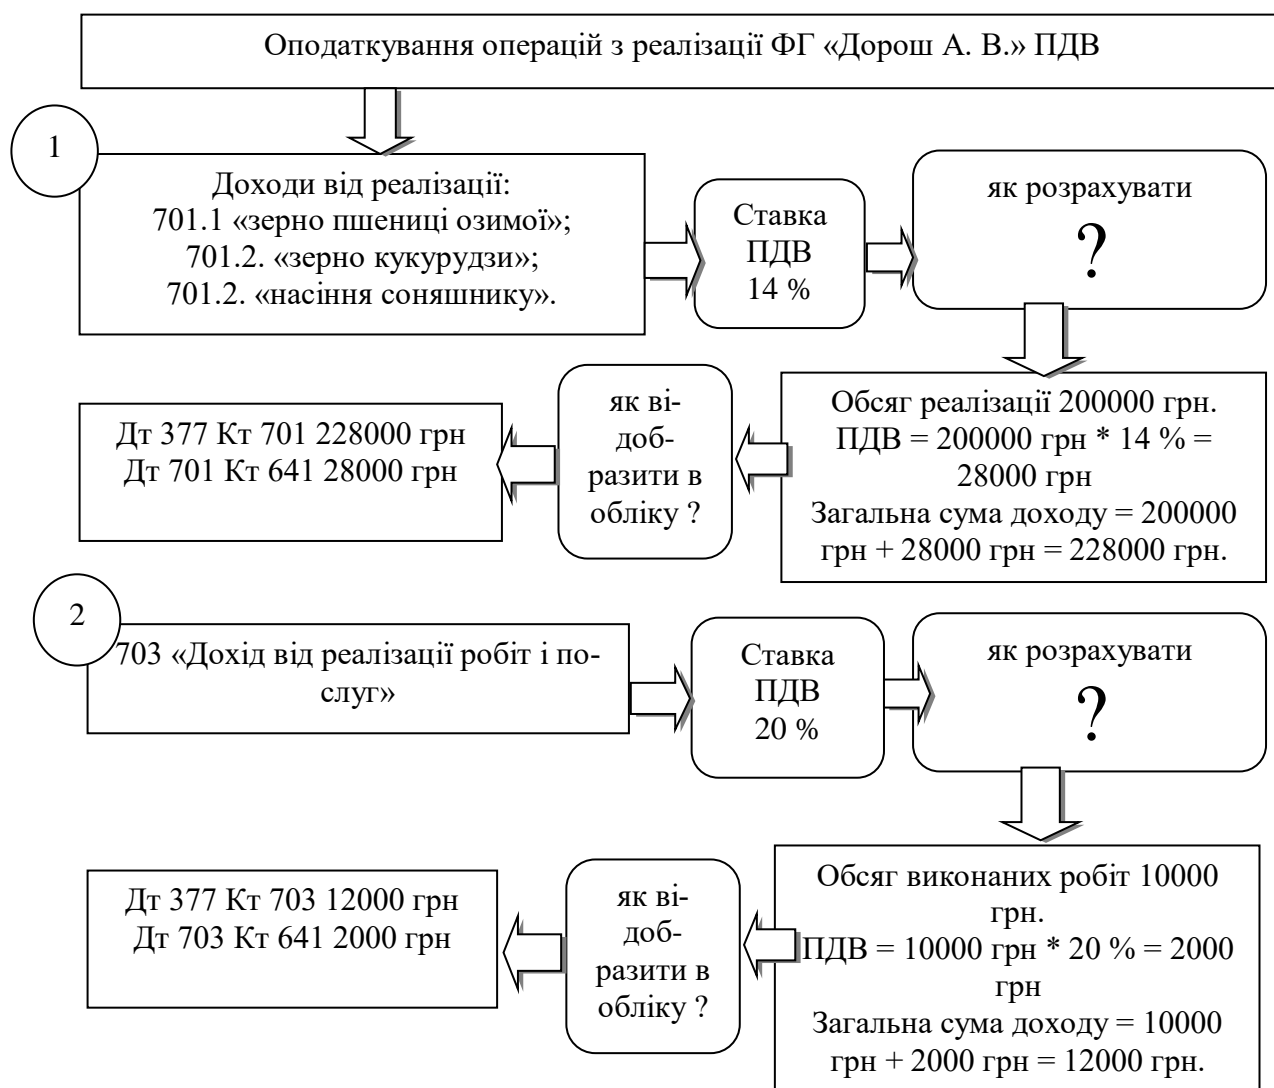 Оподаткування операцій з реалізації ФГ «Дорош А. В.» ПДВ
1
Доходи від реалізації:
701.1 «зерно пшениці озимої»;
701.2. «зерно кукурудзи»;
701.2. «насіння соняшнику».
Ставка
ПДВ
14 %
як розрахувати
?
Обсяг реалізації 200000 грн.
ПДВ = 200000 грн * 14 % =
28000 грн
Загальна сума доходу = 200000
грн + 28000 грн = 228000 грн.
як ві-
доб-
разити в
обліку ?
Дт 377 Кт 701 228000 грн
Дт 701 Кт 641 28000 грн
2
703 «Дохід від реалізації робіт і по-
слуг»
Ставка
ПДВ
20 %
як розрахувати
?
Обсяг виконаних робіт 10000
грн.
ПДВ = 10000 грн * 20 % = 2000
грн
Загальна сума доходу = 10000
грн + 2000 грн = 12000 грн.
як ві-
доб-
разити в
обліку ?
Дт 377 Кт 703 12000 грн
Дт 703 Кт 641 2000 грн